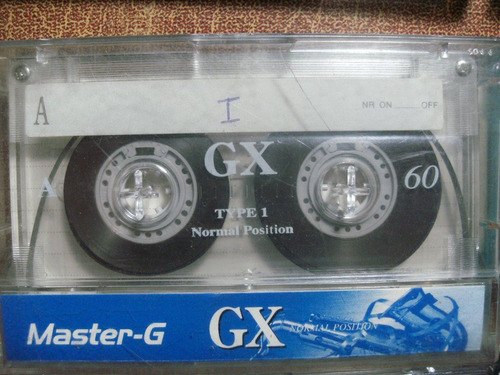 A I NR ON OFF
GX 60
A
TYPE 1
Normal Position
Master-G GX NORMAL POSITION